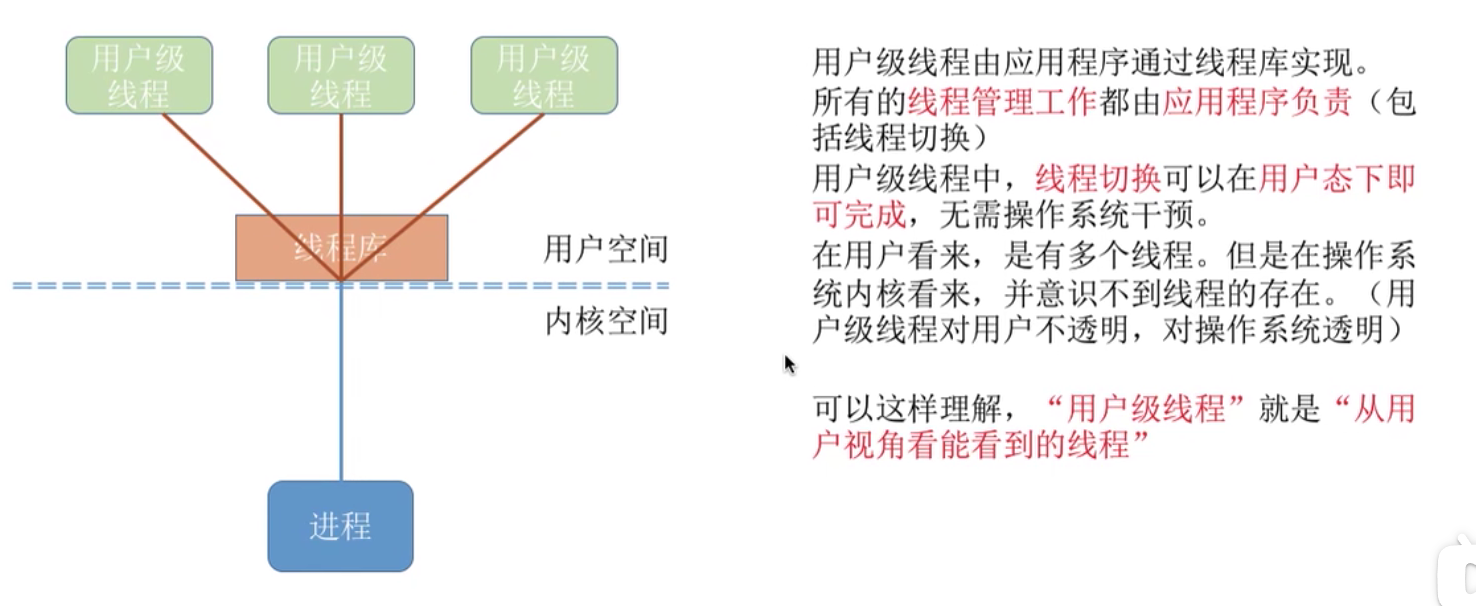 用户级
线程
用户级
线程
用户级
线程
线程库
用户空间
内核空间
进程
用户级线程由应用程序通过线程库实现。
所有的线程管理工作都由应用程序负责（包
括线程切换）
用户级线程中，线程切换可以在用户态下即
可完成，无需操作系统干预。
在用户看来，是有多个线程。但是在操作系
统内核看来，并意识不到线程的存在。（用
户级线程对用户不透明，对操作系统透明）
可以这样理解，“用户级线程”就是“从用
户视角看能看到的线程”